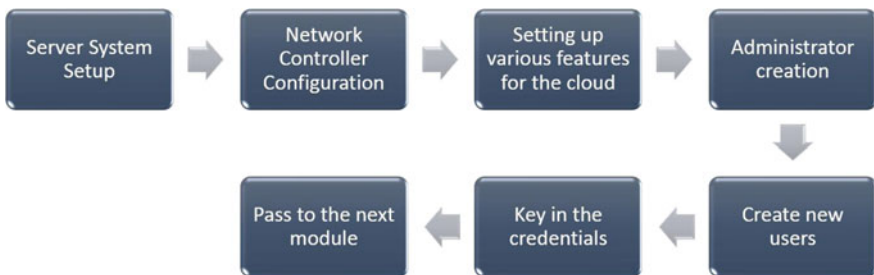 Server System
Setup
Network
Controller
Configuration
Setting up
various features
for the cloud
Administrator
creation
Create new
users
Key in the
credentials
Pass to the next
module